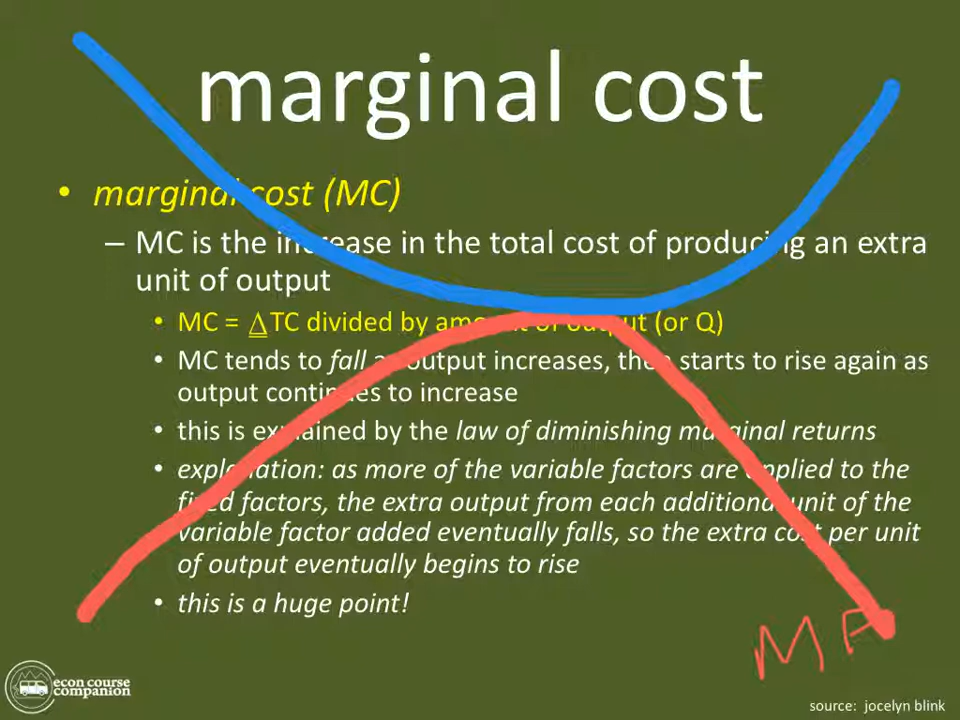 marginal cost
• marginal cost (MC)
– MC is the increase in the total cost of producing an extra
unit of output
• MC = Δ TC divided by amount of output (or Q)
• MC tends to fall as output increases, then starts to rise again as
output continues to increase
• this is explained by the law of diminishing marginal returns
• explanation: as more of the variable factors are applied to the
fixed factors, the extra output from each additional unit of the
variable factor added eventually falls, so the extra cost per unit
of output eventually begins to rise
• this is a huge point!
M
econ course
companion
source: jocelyn blink